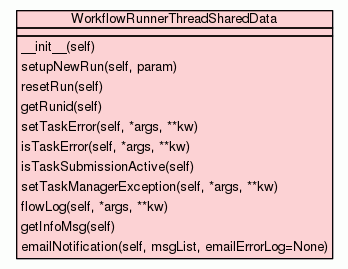 WorkflowRunnerThreadSharedData
__init__(self)
setupNewRun(self, param)
resetRun(self)
getRunid(self)
setTaskError(self, *args, **kw)
isTaskError(self, *args, **kw)
isTaskSubmissionActive(self)
setTaskManagerException(self, *args, **kw)
flowLog(self, *args, **kw)
getInfoMsg(self)
emailNotification(self, msgList, emailErrorLog=None)